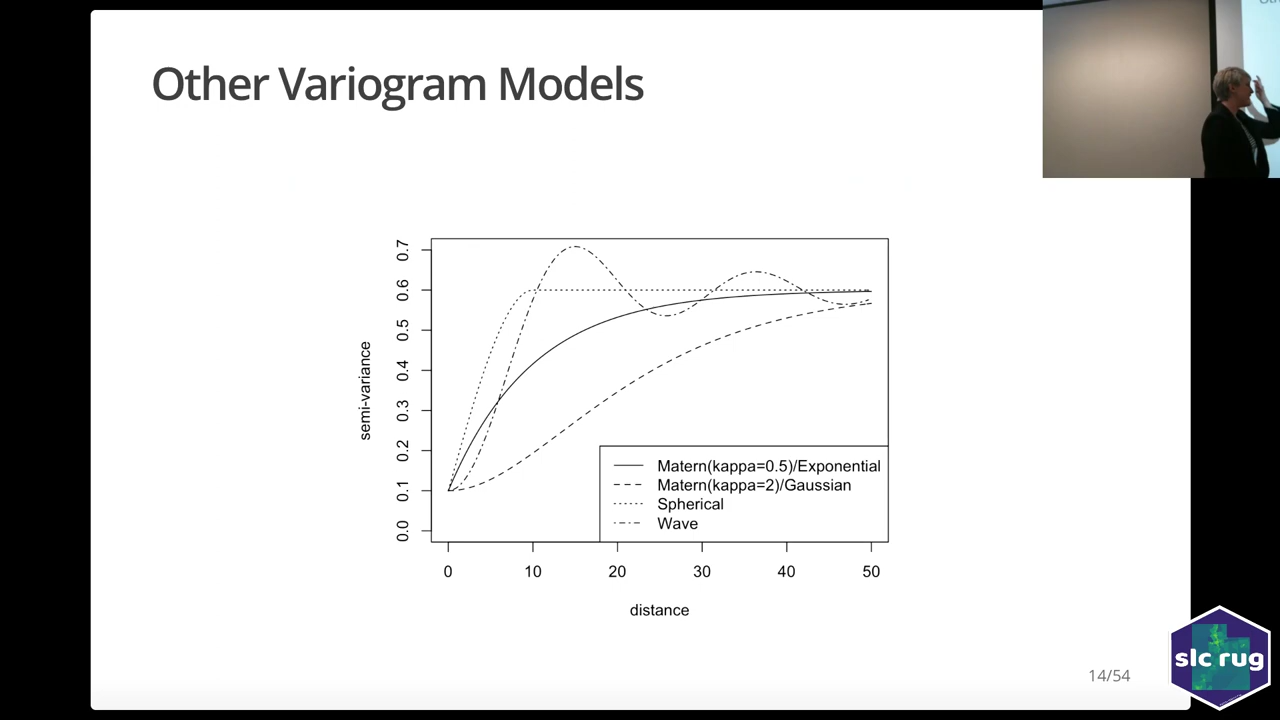 Other Variogram Models
semi-variance
0.7
0.6
0.5
0.4
0.3
0.2
0.1
0.0
Matern(kappa=0.5)/Exponential
Matern(kappa=2)/Gaussian
Spherical
Wave
0 10 20 30 40 50
distance
14/54
slc rug